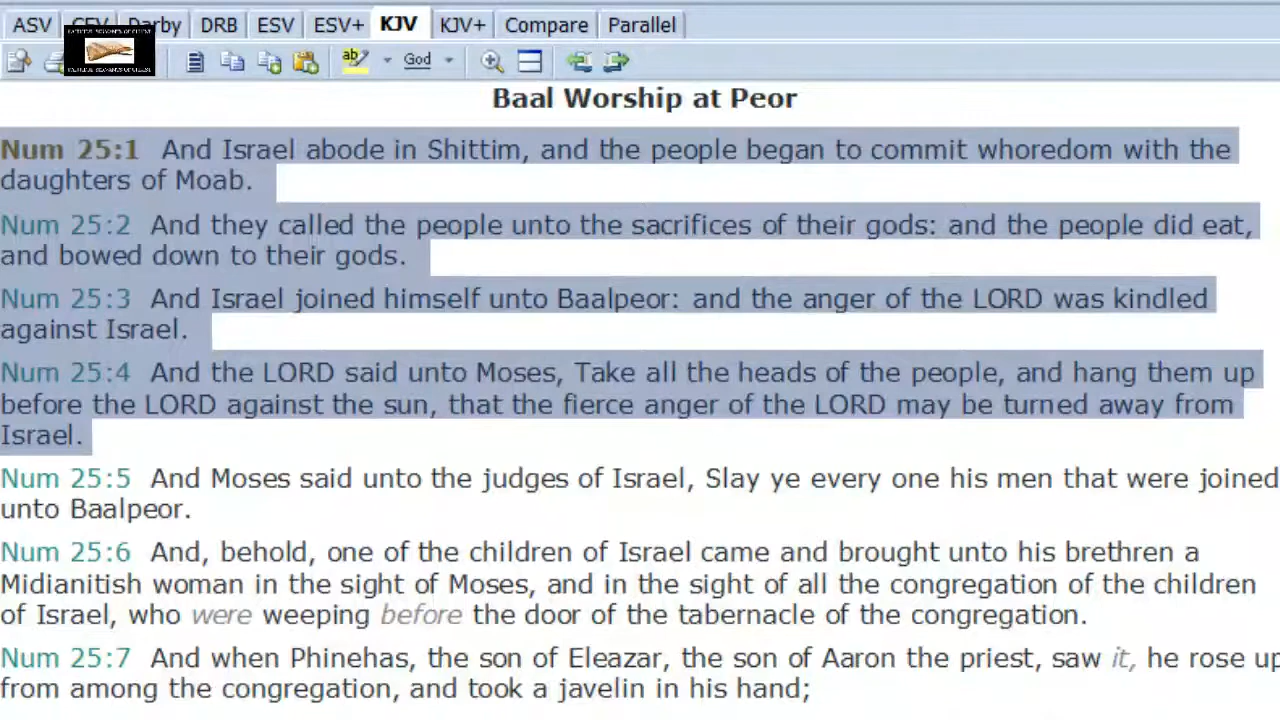 ASV CEV Darby DRB ESV ESV+ KJV KJV+ Compare Parallel
FAITHFUL SERVANTS OF CHRIST
FAITHFUL SERVANTS OF CHRIST
ab God
Baal Worship at Peor
Num 25:1 And Israel abode in Shittim, and the people began to commit whoredom with the
daughters of Moab.
Num 25:2 And they called the people unto the sacrifices of their gods: and the people did eat,
and bowed down to their gods.
Num 25:3 And Israel joined himself unto Baalpeor: and the anger of the LORD was kindled
against Israel.
Num 25:4 And the LORD said unto Moses, Take all the heads of the people, and hang them up
before the LORD against the sun, that the fierce anger of the LORD may be turned away from
Israel.
Num 25:5 And Moses said unto the judges of Israel, Slay ye every one his men that were joined
unto Baalpeor.
Num 25:6 And, behold, one of the children of Israel came and brought unto his brethren a
Midianitish woman in the sight of Moses, and in the sight of all the congregation of the children
of Israel, who were weeping before the door of the tabernacle of the congregation.
Num 25:7 And when Phinehas, the son of Eleazar, the son of Aaron the priest, saw it, he rose up
from among the congregation, and took a javelin in his hand;